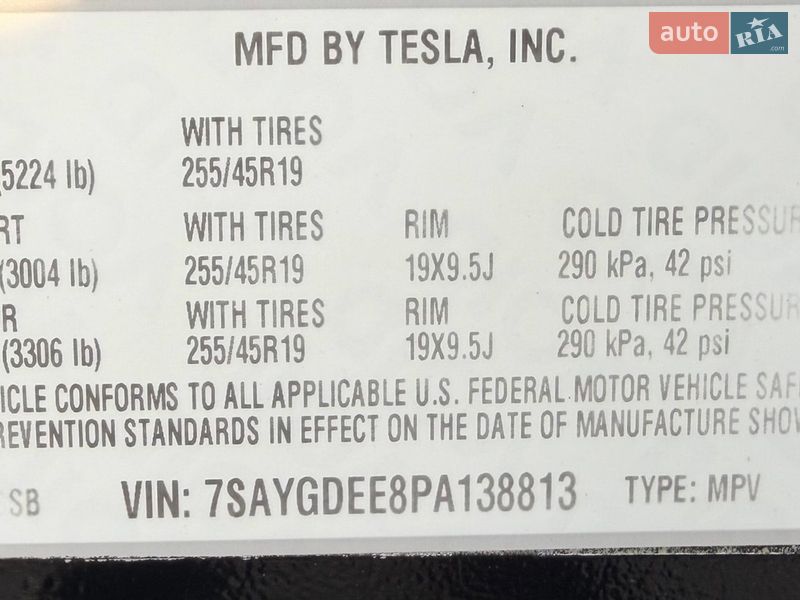 auto RIA .com
MFD BY TESLA, INC.
WITH TIRES
(5224 lb) 255/45R19
RT WITH TIRES RIM COLD TIRE PRESSUR
(3004 lb) 255/45R19 19X9.5J 290 kPa, 42 psi
R WITH TIRES RIM COLD TIRE PRESSUR
(3306 lb) 255/45R19 19X9.5J 290 kPa, 42 psi
ICLE CONFORMS TO ALL APPLICABLE U.S. FEDERAL MOTOR VEHICLE SAFE
REVENTION STANDARDS IN EFFECT ON THE DATE OF MANUFACTURE SHOW
SB VIN: 7SAYGDEE8PA138813 TYPE: MPV